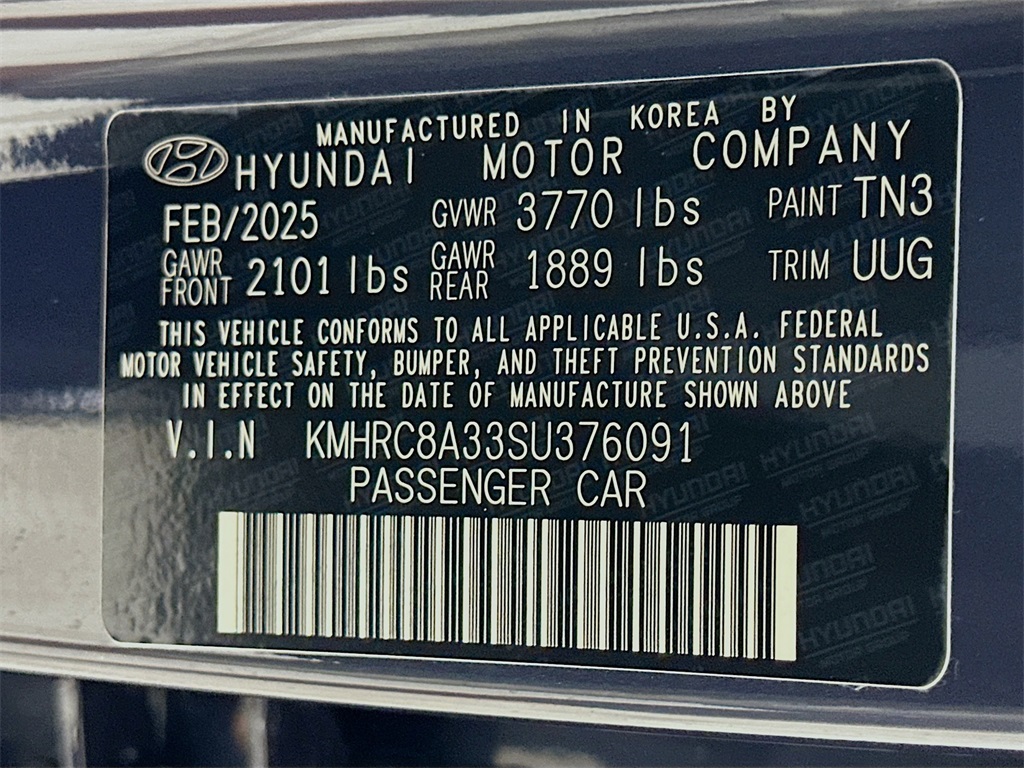 MANUFACTURED IN KOREA BY
HYUNDAI MOTOR COMPANY
FEB/2025 GVWR 3770 lbs PAINT TN3
GAWR FRONT 2101 lbs GAWR REAR 1889 lbs TRIM UUG
THIS VEHICLE CONFORMS TO ALL APPLICABLE U.S.A. FEDERAL
MOTOR VEHICLE SAFETY, BUMPER, AND THEFT PREVENTION STANDARDS
IN EFFECT ON THE DATE OF MANUFACTURE SHOWN ABOVE
V.I.N KMHRC8A33SU376091
PASSENGER CAR